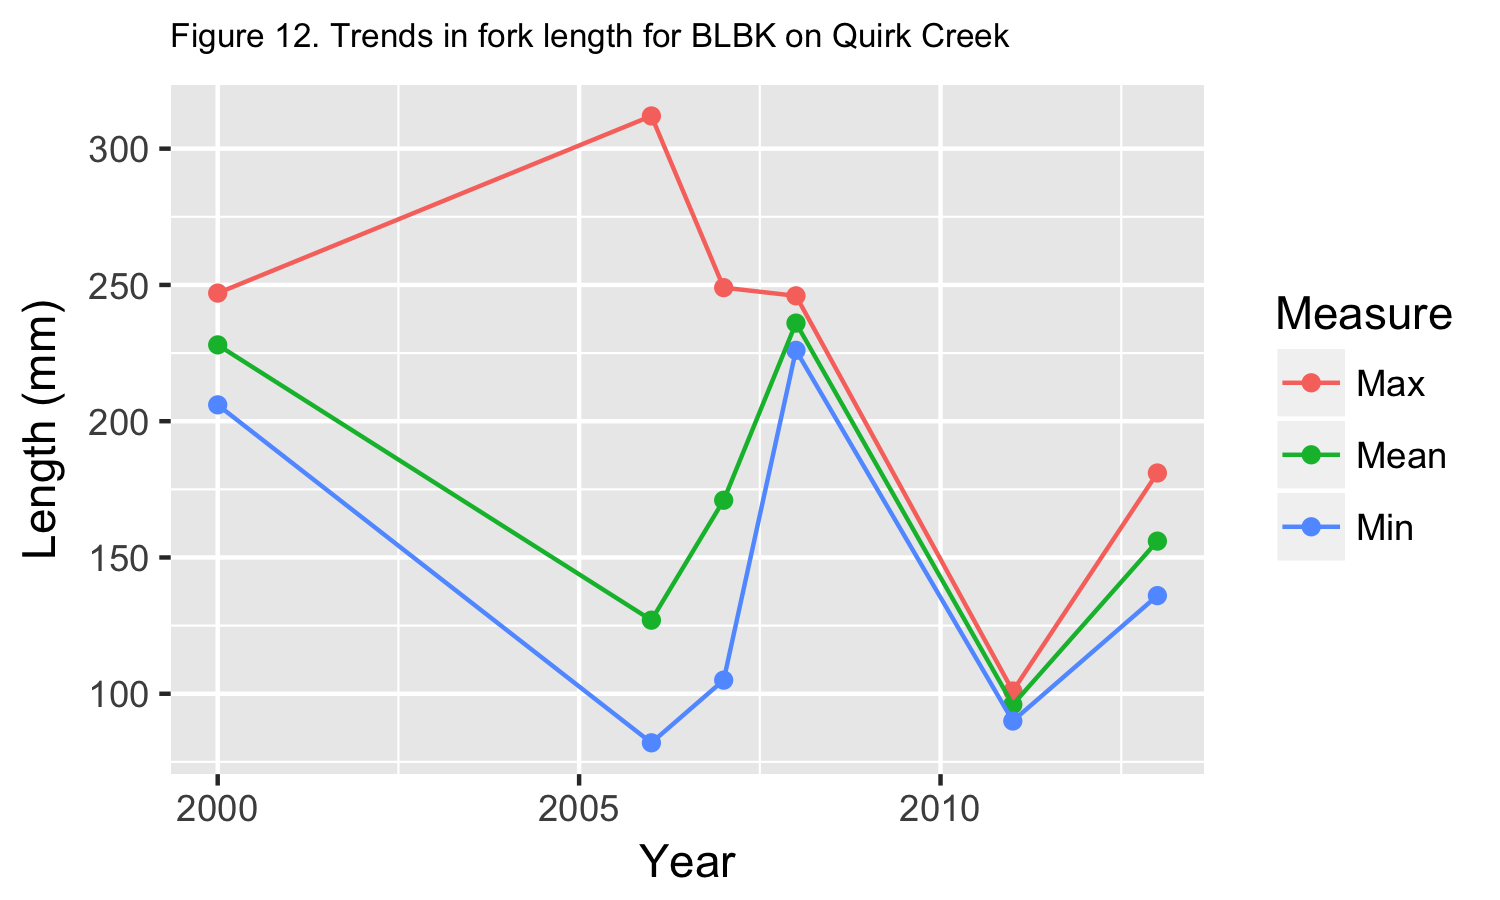 Figure 12. Trends in fork length for BLBK on Quirk Creek
300
250
200
150
100
Length (mm)
2000 2005 2010
Year
Measure
Max
Mean
Min